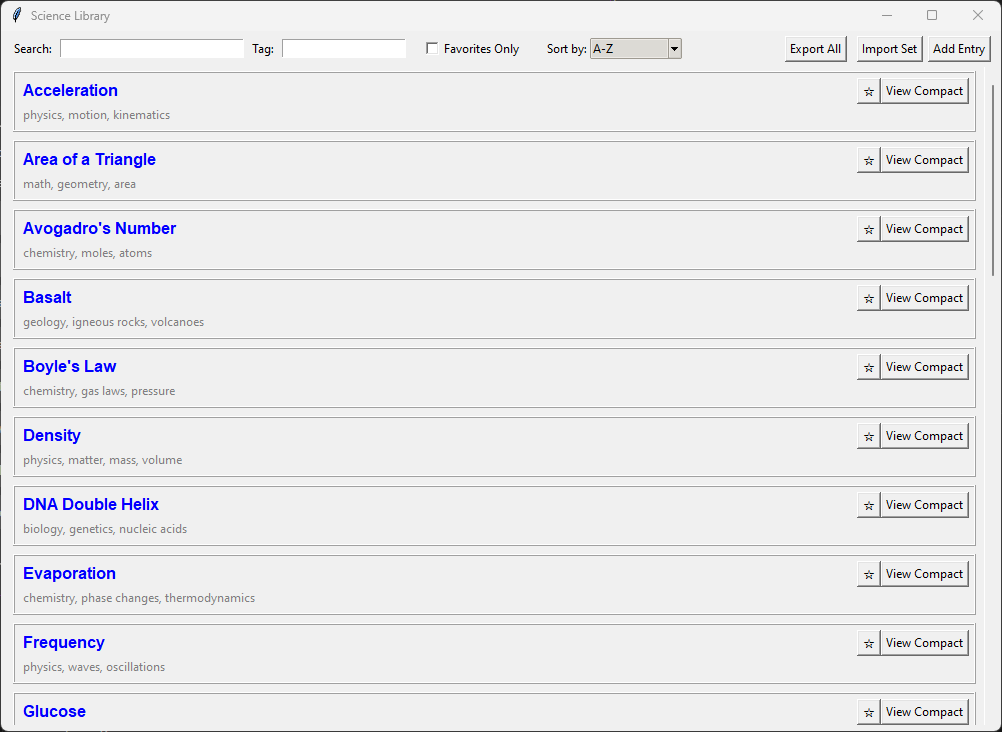 Science Library
Search: Tag: Favorites Only Sort by: A-Z Export All Import Set Add Entry
Acceleration ☆ View Compact
physics, motion, kinematics
Area of a Triangle ☆ View Compact
math, geometry, area
Avogadro's Number ☆ View Compact
chemistry, moles, atoms
Basalt ☆ View Compact
geology, igneous rocks, volcanoes
Boyle's Law ☆ View Compact
chemistry, gas laws, pressure
Density ☆ View Compact
physics, matter, mass, volume
DNA Double Helix ☆ View Compact
biology, genetics, nucleic acids
Evaporation ☆ View Compact
chemistry, phase changes, thermodynamics
Frequency ☆ View Compact
physics, waves, oscillations
Glucose ☆ View Compact